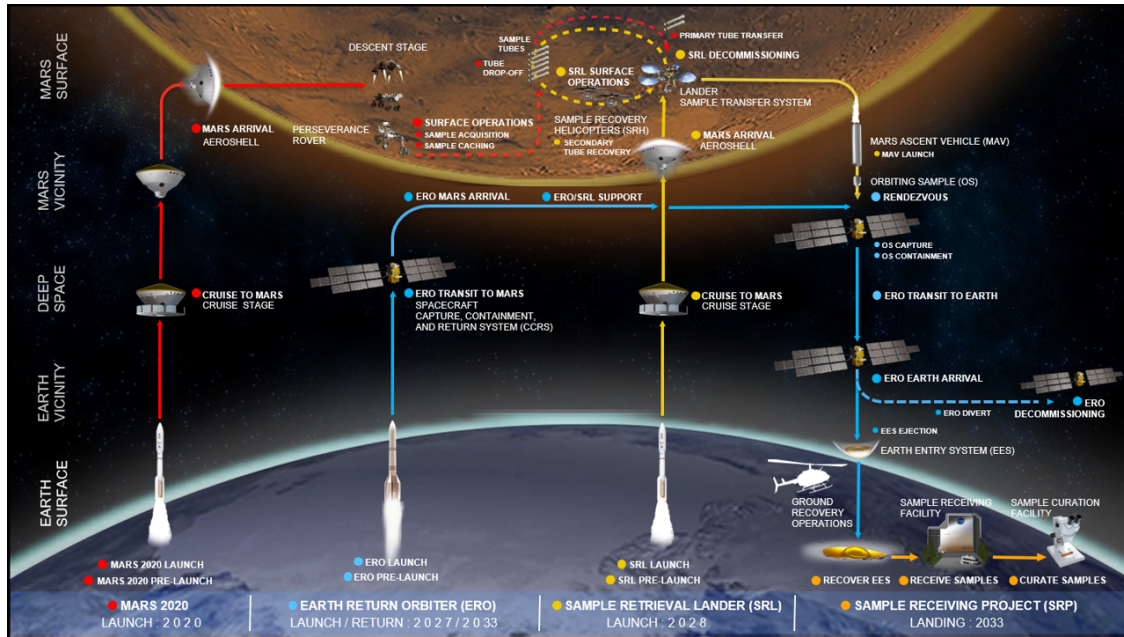 MARS
SURFACE
MARS
VICINITY
DEEP
SPACE
EARTH
VICINITY
EARTH
SURFACE
DESCENT STAGE
MARS ARRIVAL
AEROSHELL
PERSEVERANCE
ROVER
SURFACE OPERATIONS
SAMPLE ACQUISITION
SAMPLE CACHING
SAMPLE
TUBES
TUBE
DROP-OFF
PRIMARY TUBE TRANSFER
SRL DECOMMISSIONING
SRL SURFACE
OPERATIONS
LANDER
SAMPLE TRANSFER SYSTEM
SAMPLE RECOVERY
HELICOPTERS (SRH)
SECONDARY
TUBE RECOVERY
MARS ARRIVAL
AEROSHELL
MARS ASCENT VEHICLE (MAV)
MAV LAUNCH
ORBITING SAMPLE (OS)
RENDEZVOUS
ERO MARS ARRIVAL
ERO/SRL SUPPORT
OS CAPTURE
OS CONTAINMENT
CRUISE TO MARS
CRUISE STAGE
ERO TRANSIT TO MARS
SPACECRAFT
CAPTURE, CONTAINMENT,
AND RETURN SYSTEM (CCRS)
CRUISE TO MARS
CRUISE STAGE
ERO TRANSIT TO EARTH
ERO EARTH ARRIVAL
ERO DIVERT
ERO
DECOMMISSIONING
EES EJECTION
EARTH ENTRY SYSTEM (EES)
GROUND
RECOVERY
OPERATIONS
SAMPLE RECEIVING
FACILITY
SAMPLE CURATION
FACILITY
MARS 2020 LAUNCH
MARS 2020 PRE-LAUNCH
ERO LAUNCH
ERO PRE-LAUNCH
SRL LAUNCH
SRL PRE-LAUNCH
RECOVER EES
RECEIVE SAMPLES
CURATE SAMPLES
MARS 2020
LAUNCH : 2020
EARTH RETURN ORBITER (ERO)
LAUNCH / RETURN : 2027/2033
SAMPLE RETRIEVAL LANDER (SRL)
LAUNCH : 2028
SAMPLE RECEIVING PROJECT (SRP)
LANDING : 2033